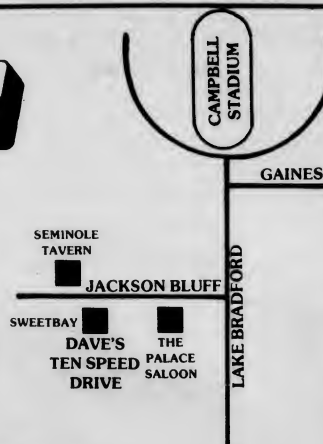 CAMPBELL
STADIUM
GAINES
SEMINOLE
TAVERN
JACKSON BLUFF
LAKE BRADFORD
SWEETBAY
DAVE'S
TEN SPEED
DRIVE
THE
PALACE
SALOON